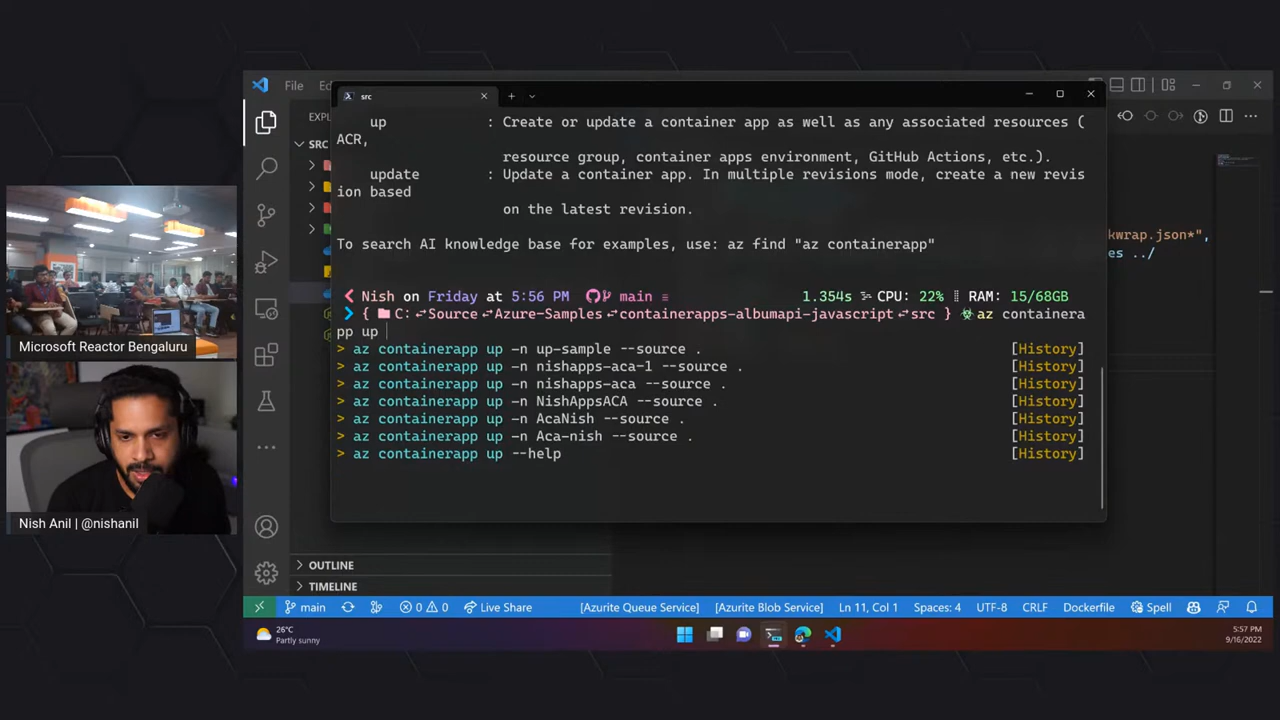 File
Ed
src
EXPL
SRC
up : Create or update a container app as well as any associated resources (
ACR,
resource group, container apps environment, GitHub Actions, etc.).
update : Update a container app. In multiple revisions mode, create a new revis
ion based
on the latest revision.
To search AI knowledge base for examples, use: az find "az containerapp"
Nish on Friday at 5:56 PM main ≡ 1.354s CPU: 22% RAM: 15/68GB
{ C: Source Azure-Samples containerapps-albumapi-javascript src } az containera
pp up
> az containerapp up -n up-sample --source . [History]
> az containerapp up -n nishapps-aca-1 --source . [History]
> az containerapp up -n nishapps-aca --source . [History]
> az containerapp up -n NishAppsACA --source . [History]
> az containerapp up -n AcaNish --source . [History]
> az containerapp up -n Aca-nish --source . [History]
> az containerapp up --help [History]
kwrap.json*",
es ../
Microsoft Reactor Bengaluru
Nish Anil | @nishanil
OUTLINE
TIMELINE
main 0 0 Live Share [Azurite Queue Service] [Azurite Blob Service] Ln 11, Col 1 Spaces: 4 UTF-8 CRLF Dockerfile Spell
26°C
Partly sunny
5:57 PM
9/16/2022